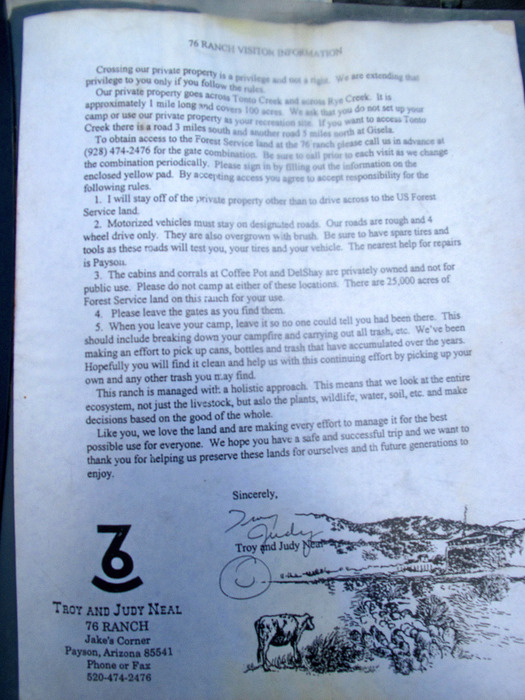 76 RANCH VISITOR INFORMATION
Crossing our private property is a privilege and not a right. We are extending that
privilege to you only if you follow the rules.
Our private property goes across Tonto Creek and across Rye Creek. It is
approximately 1 mile long and covers 100 acres. We ask that you do not set up your
camp or use our private property as your recreation site. If you want to access Tonto
Creek there is a road 3 miles south and another road 5 miles north at Gisela.
To obtain access to the Forest Service land at the 76 ranch please call us in advance at
(928) 474-2476 for the gate combination. Be sure to call prior to each visit as we change
the combination periodically. Please sign in by filling out the information on the
enclosed yellow pad. By accepting access you agree to accept responsibility for the
following rules.
1. I will stay off of the private property other than to drive across to the US Forest
Service land.
2. Motorized vehicles must stay on designated roads. Our roads are rough and 4
wheel drive only. They are also overgrown with brush. Be sure to have spare tires and
tools as these roads will test you, your tires and your vehicle. The nearest help for repairs
is Payson.
3. The cabins and corrals at Coffee Pot and DelShay are privately owned and not for
public use. Please do not camp at either of these locations. There are 25,000 acres of
Forest Service land on this ranch for your use.
4. Please leave the gates as you find them.
5. When you leave your camp, leave it so no one could tell you had been there. This
should include breaking down your campfire and carrying out all trash, etc. We've been
making an effort to pick up cans, bottles and trash that have accumulated over the years.
Hopefully you will find it clean and help us with this continuing effort by picking up your
own and any other trash you may find.
This ranch is managed with a holistic approach. This means that we look at the entire
ecosystem, not just the livestock, but aslo the plants, wildlife, water, soil, etc. and make
decisions based on the good of the whole.
Like you, we love the land and are making every effort to manage it for the best
possible use for everyone. We hope you have a safe and successful trip and we want to
thank you for helping us preserve these lands for ourselves and th future generations to
enjoy.
Sincerely,
Troy
Judy
Troy and Judy Neal
76
TROY AND JUDY NEAL
76 RANCH
Jake's Corner
Payson, Arizona 85541
Phone or Fax
520-474-2476